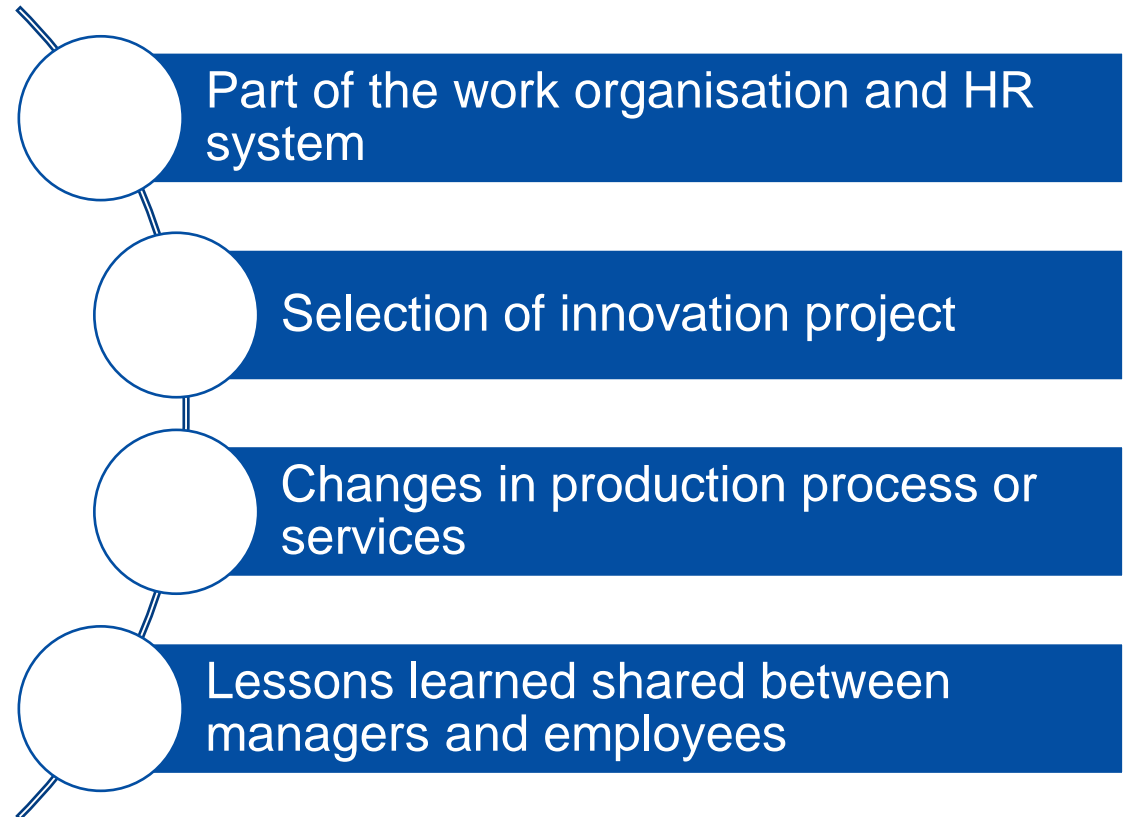 Part of the work organisation and HR
system
Selection of innovation project
Changes in production process or
services
Lessons learned shared between
managers and employees